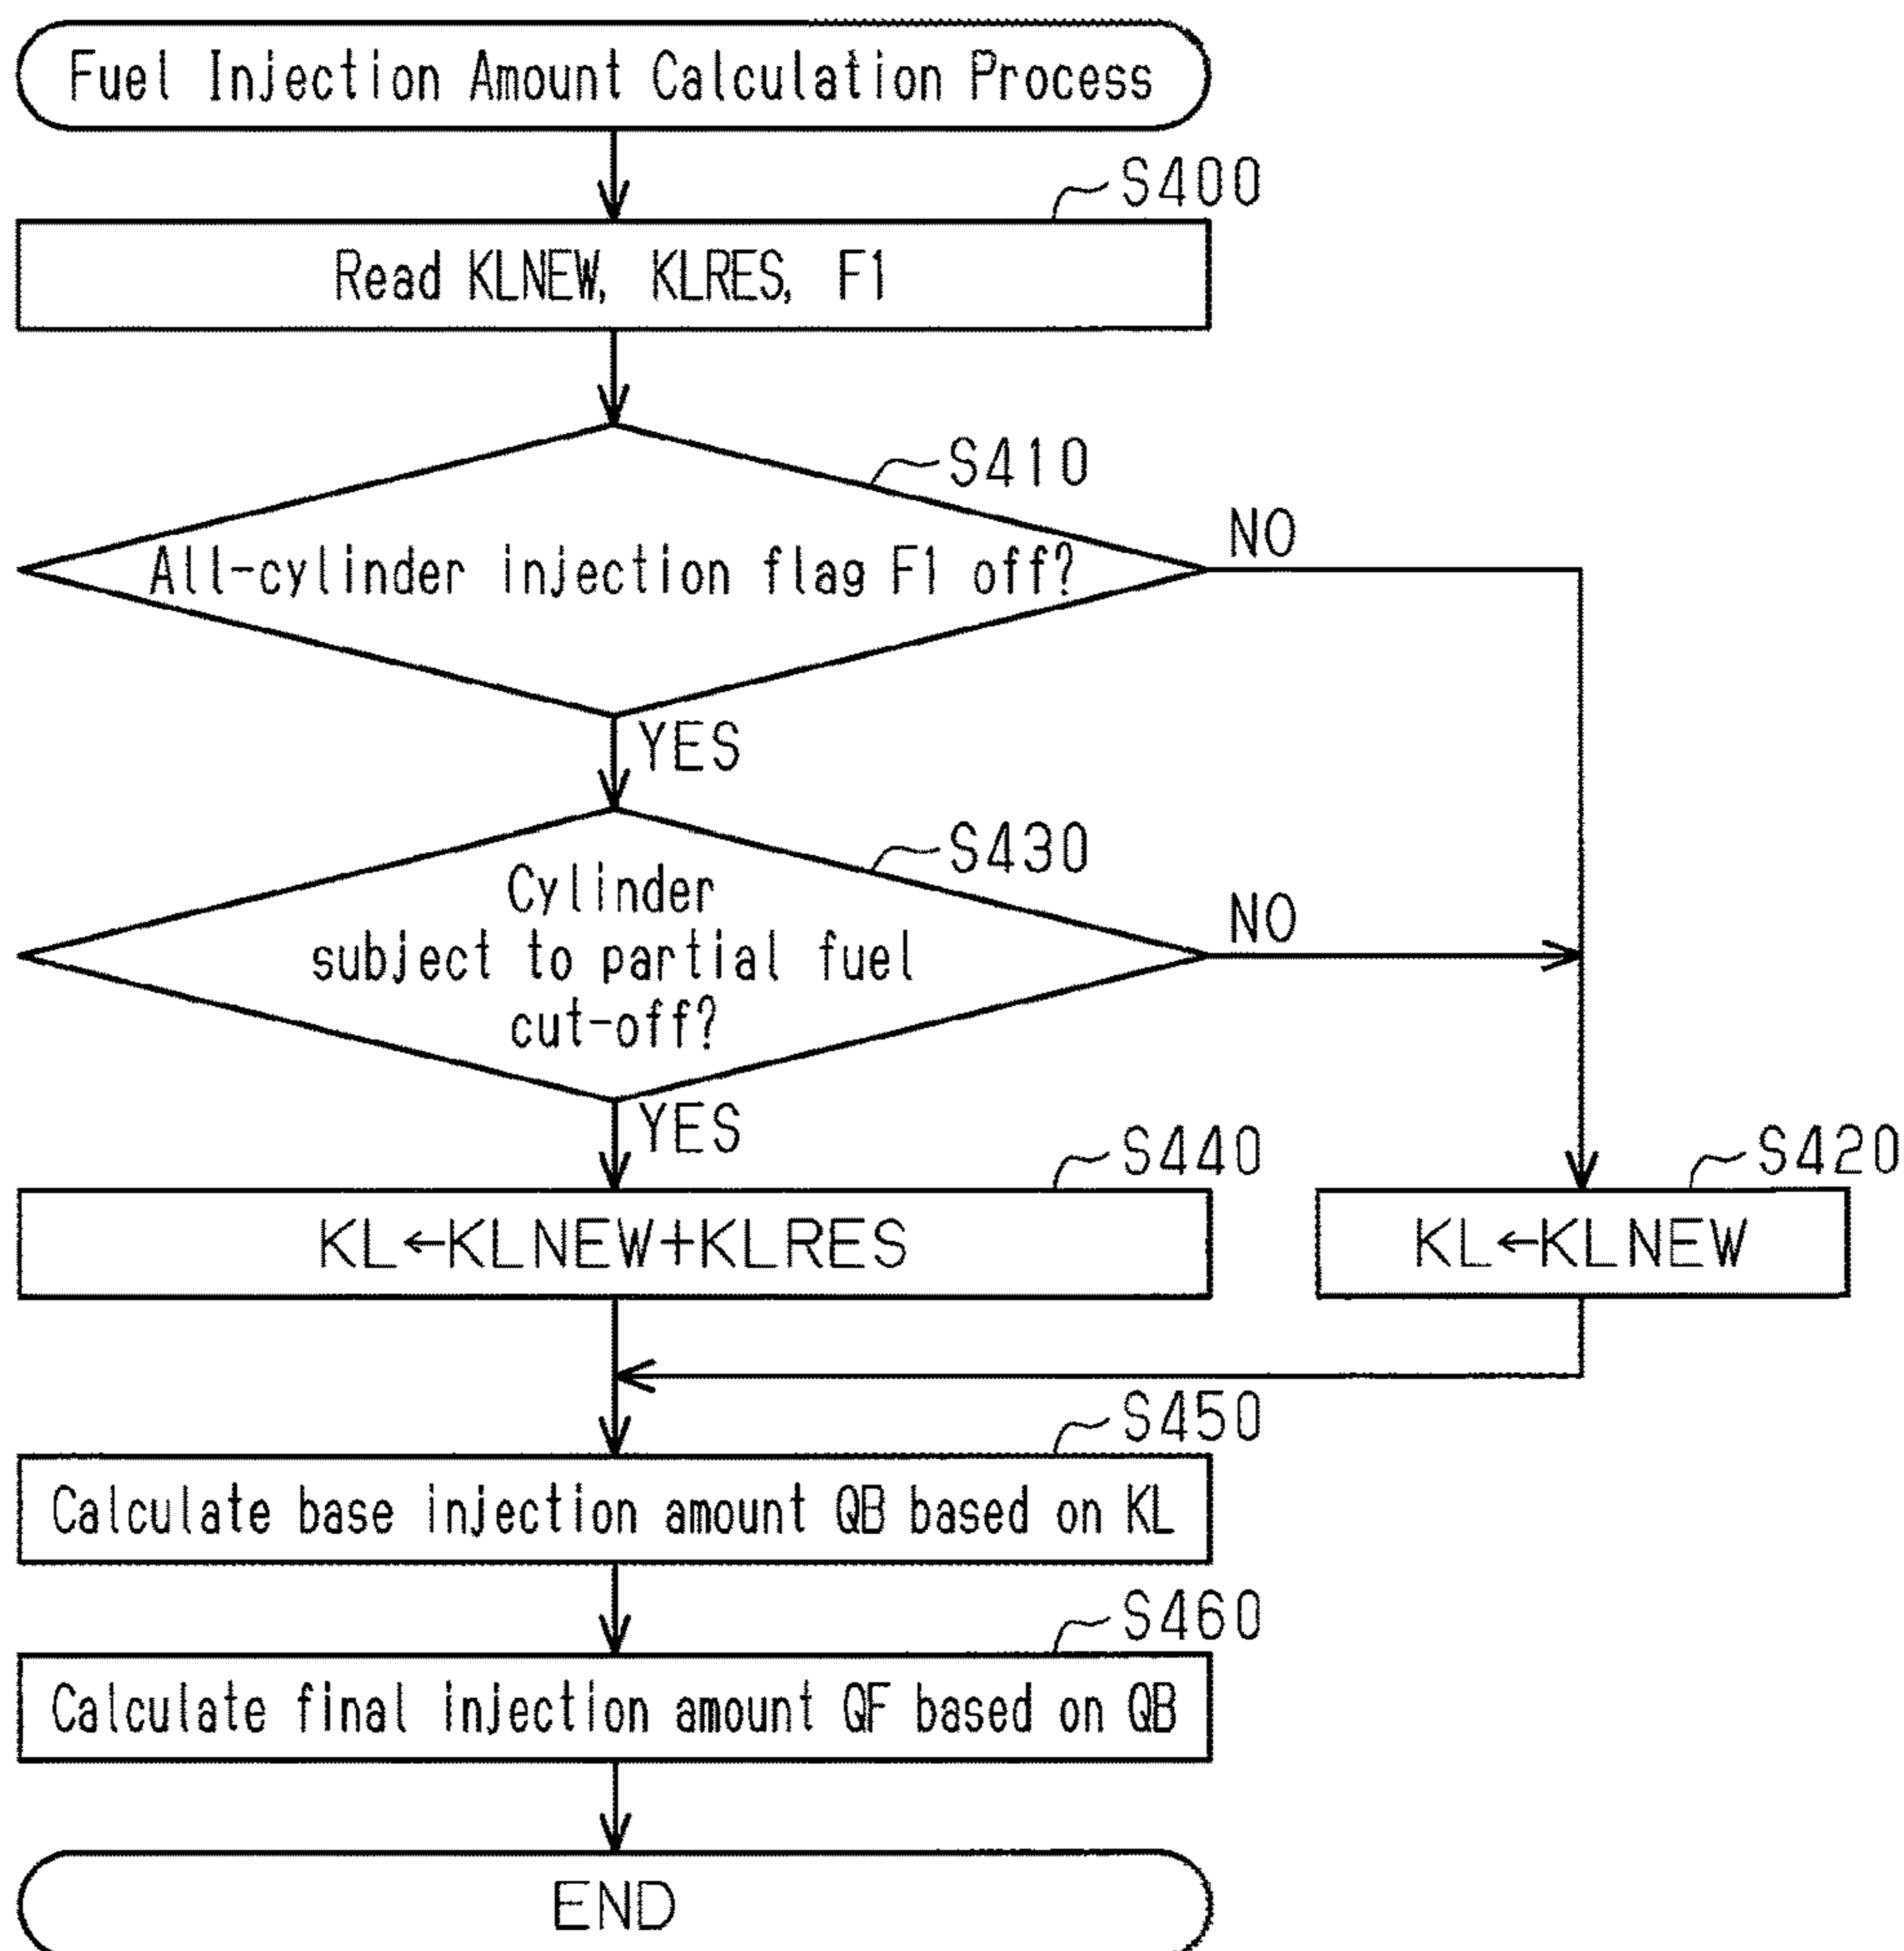 Fuel Injection Amount Calculation Process
S400
Read KLNEW, KLRES, F1
S410
All-cylinder injection flag F1 off?
NO
YES
S430
Cylinder
subject to partial fuel
cut-off?
NO
YES
S440
KL←KLNEW+KLRES
S420
KL←KLNEW
S450
Calculate base injection amount QB based on KL
S460
Calculate final injection amount QF based on QB
END